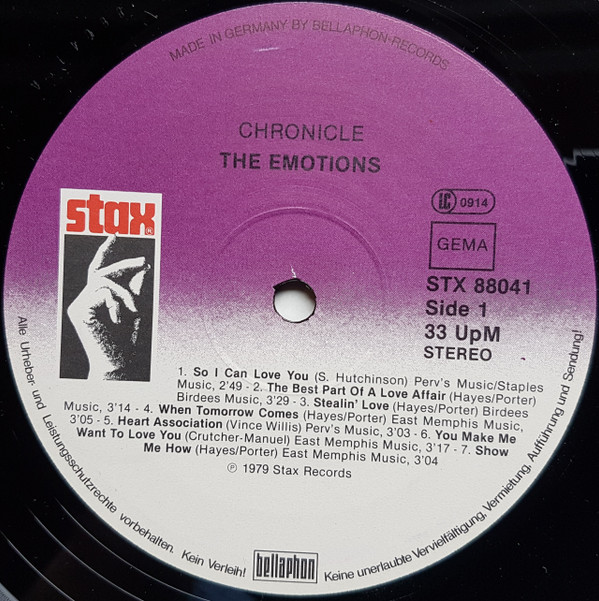 MADE IN GERMANY BY BELLAPHON-RECORDS
CHRONICLE
THE EMOTIONS
stax®
LC 0914
GEMA
STX 88041
Side 1
33 UpM
STEREO
1. So I Can Love You (S. Hutchinson) Perv's Music/Staples
Music, 2'49 - 2. The Best Part Of A Love Affair (Hayes/Porter)
Birdees Music, 3'29 - 3. Stealin' Love (Hayes/Porter) Birdees
Music, 3'14 - 4. When Tomorrow Comes (Hayes/Porter) East Memphis Music,
3'05 - 5. Heart Association (Vince Willis) Perv's Music, 3'03 - 6. You Make Me
Want To Love You (Crutcher-Manuel) East Memphis Music, 3'17 - 7. Show
Me How (Hayes/Porter) East Memphis Music, 3'04
℗ 1979 Stax Records
Alle Urheber- und Leistungsschutzrechte vorbehalten. Kein Verleih!
bellaphon
Keine unerlaubte Vervielfältigung, Vermietung, Aufführung und Sendung!